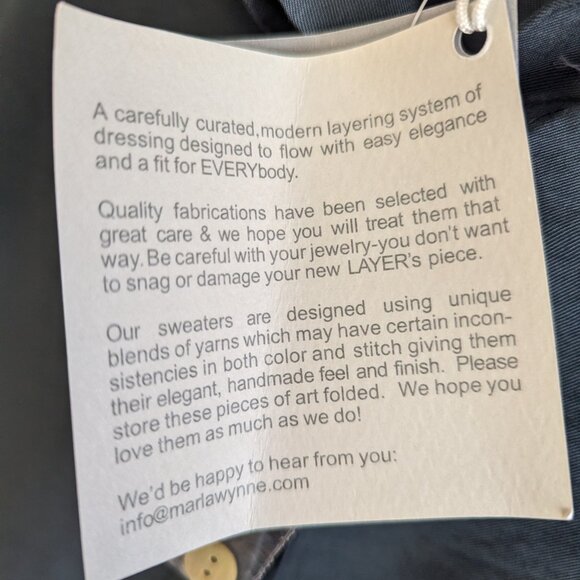 A carefully curated,modern layering system of
dressing designed to flow with easy elegance
and a fit for EVERYbody.
Quality fabrications have been selected with
great care & we hope you will treat them that
way. Be careful with your jewelry-you don't want
to snag or damage your new LAYER's piece.
Our sweaters are designed using unique
blends of yarns which may have certain incon-
sistencies in both color and stitch giving them
their elegant, handmade feel and finish. Please
store these pieces of art folded. We hope you
love them as much as we do!
We'd be happy to hear from you:
info@marlawynne.com